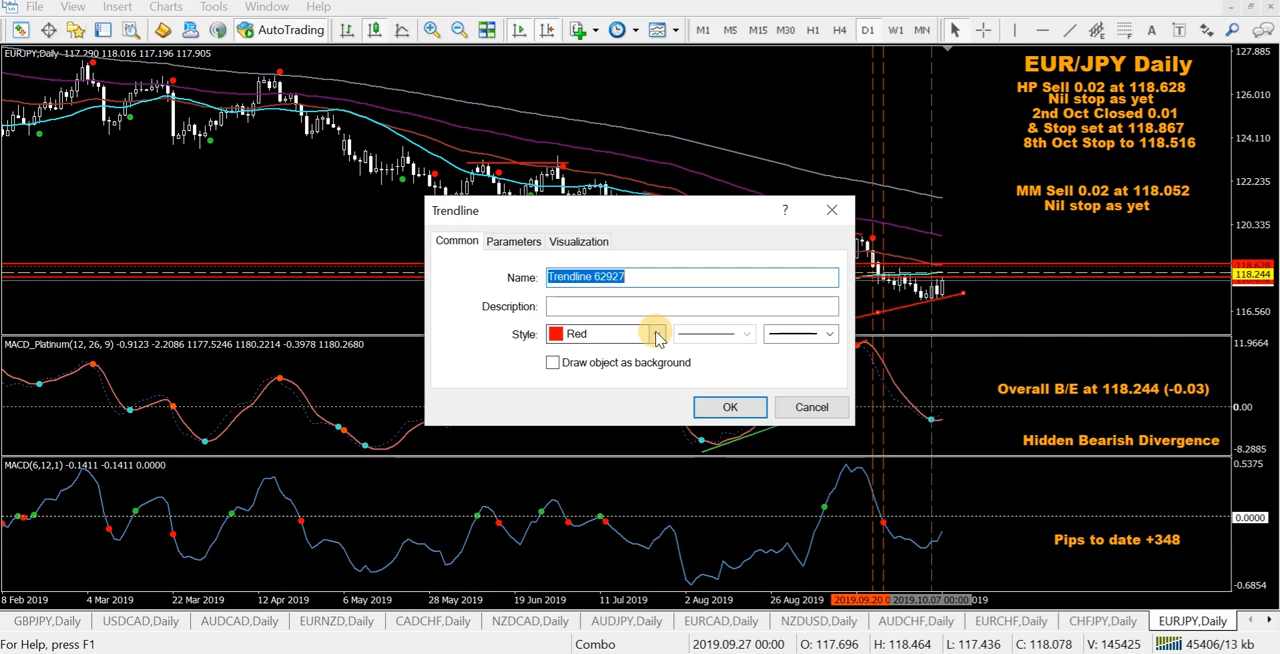 File View Insert Charts Tools Window Help
AutoTrading M1 M5 M15 M30 H1 H4 D1 W1 MN A T
EURJPY,Daily 117.290 118.016 117.196 117.905
EUR/JPY Daily
HP Sell 0.02 at 118.628
Nil stop as yet
2nd Oct Closed 0.01
& Stop set at 118.867
8th Oct Stop to 118.516
MM Sell 0.02 at 118.052
Nil stop as yet
127.885
126.010
124.110
122.235
120.335
118.628
118.244
116.560
Trendline ?
Common Parameters Visualization
Name: Trendline 62927
Description:
Style: Red
Draw object as background
OK Cancel
MACD_Platinum(12, 26, 9) -0.9123 -2.2086 1177.5246 1180.2214 -0.3978 1180.2680
11.9664
Overall B/E at 118.244 (-0.03)
0.00
Hidden Bearish Divergence
-8.2885
MACD(6,12,1) -0.1411 -0.1411 0.0000
0.5375
0.0000
Pips to date +348
-0.6854
8 Feb 2019 4 Mar 2019 22 Mar 2019 12 Apr 2019 6 May 2019 28 May 2019 19 Jun 2019 11 Jul 2019 2 Aug 2019 26 Aug 2019 2019.09.20 0 2019.10.07 00:00 019
GBPJPY,Daily USDCAD,Daily AUDCAD,Daily EURNZD,Daily CADCHF,Daily NZDCAD,Daily AUDJPY,Daily EURCAD,Daily NZDUSD,Daily AUDCHF,Daily EURCHF,Daily CHFJPY,Daily EURJPY,Daily
For Help, press F1 Combo 2019.09.27 00:00 O: 117.696 H: 118.464 L: 117.436 C: 118.078 V: 145425 45406/13 kb